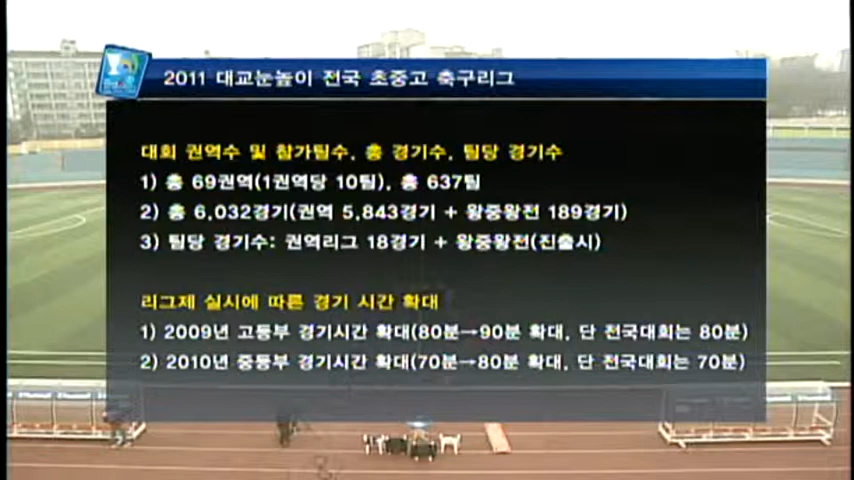 2011 대교눈높이 전국 초중고 축구리그
대회 권역수 및 참가팀수, 총 경기수, 팀당 경기수
1) 총 69권역(1권역당 10팀), 총 637팀
2) 총 6,032경기(권역 5,843경기 + 왕중왕전 189경기)
3) 팀당 경기수: 권역리그 18경기 + 왕중왕전(진출시)
리그제 실시에 따른 경기 시간 확대
1) 2009년 고등부 경기시간 확대(80분→90분 확대, 단 전국대회는 80분)
2) 2010년 중등부 경기시간 확대(70분→80분 확대, 단 전국대회는 70분)